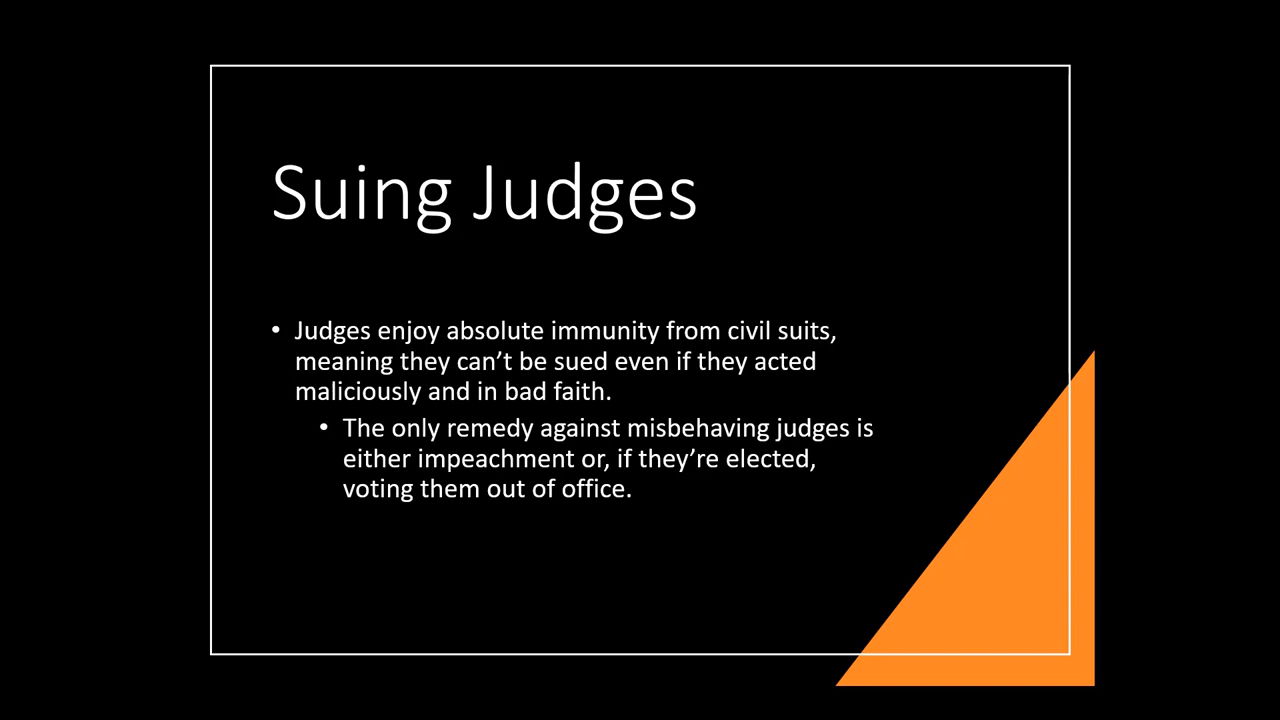 Suing Judges
• Judges enjoy absolute immunity from civil suits,
meaning they can’t be sued even if they acted
maliciously and in bad faith.
• The only remedy against misbehaving judges is
either impeachment or, if they’re elected,
voting them out of office.